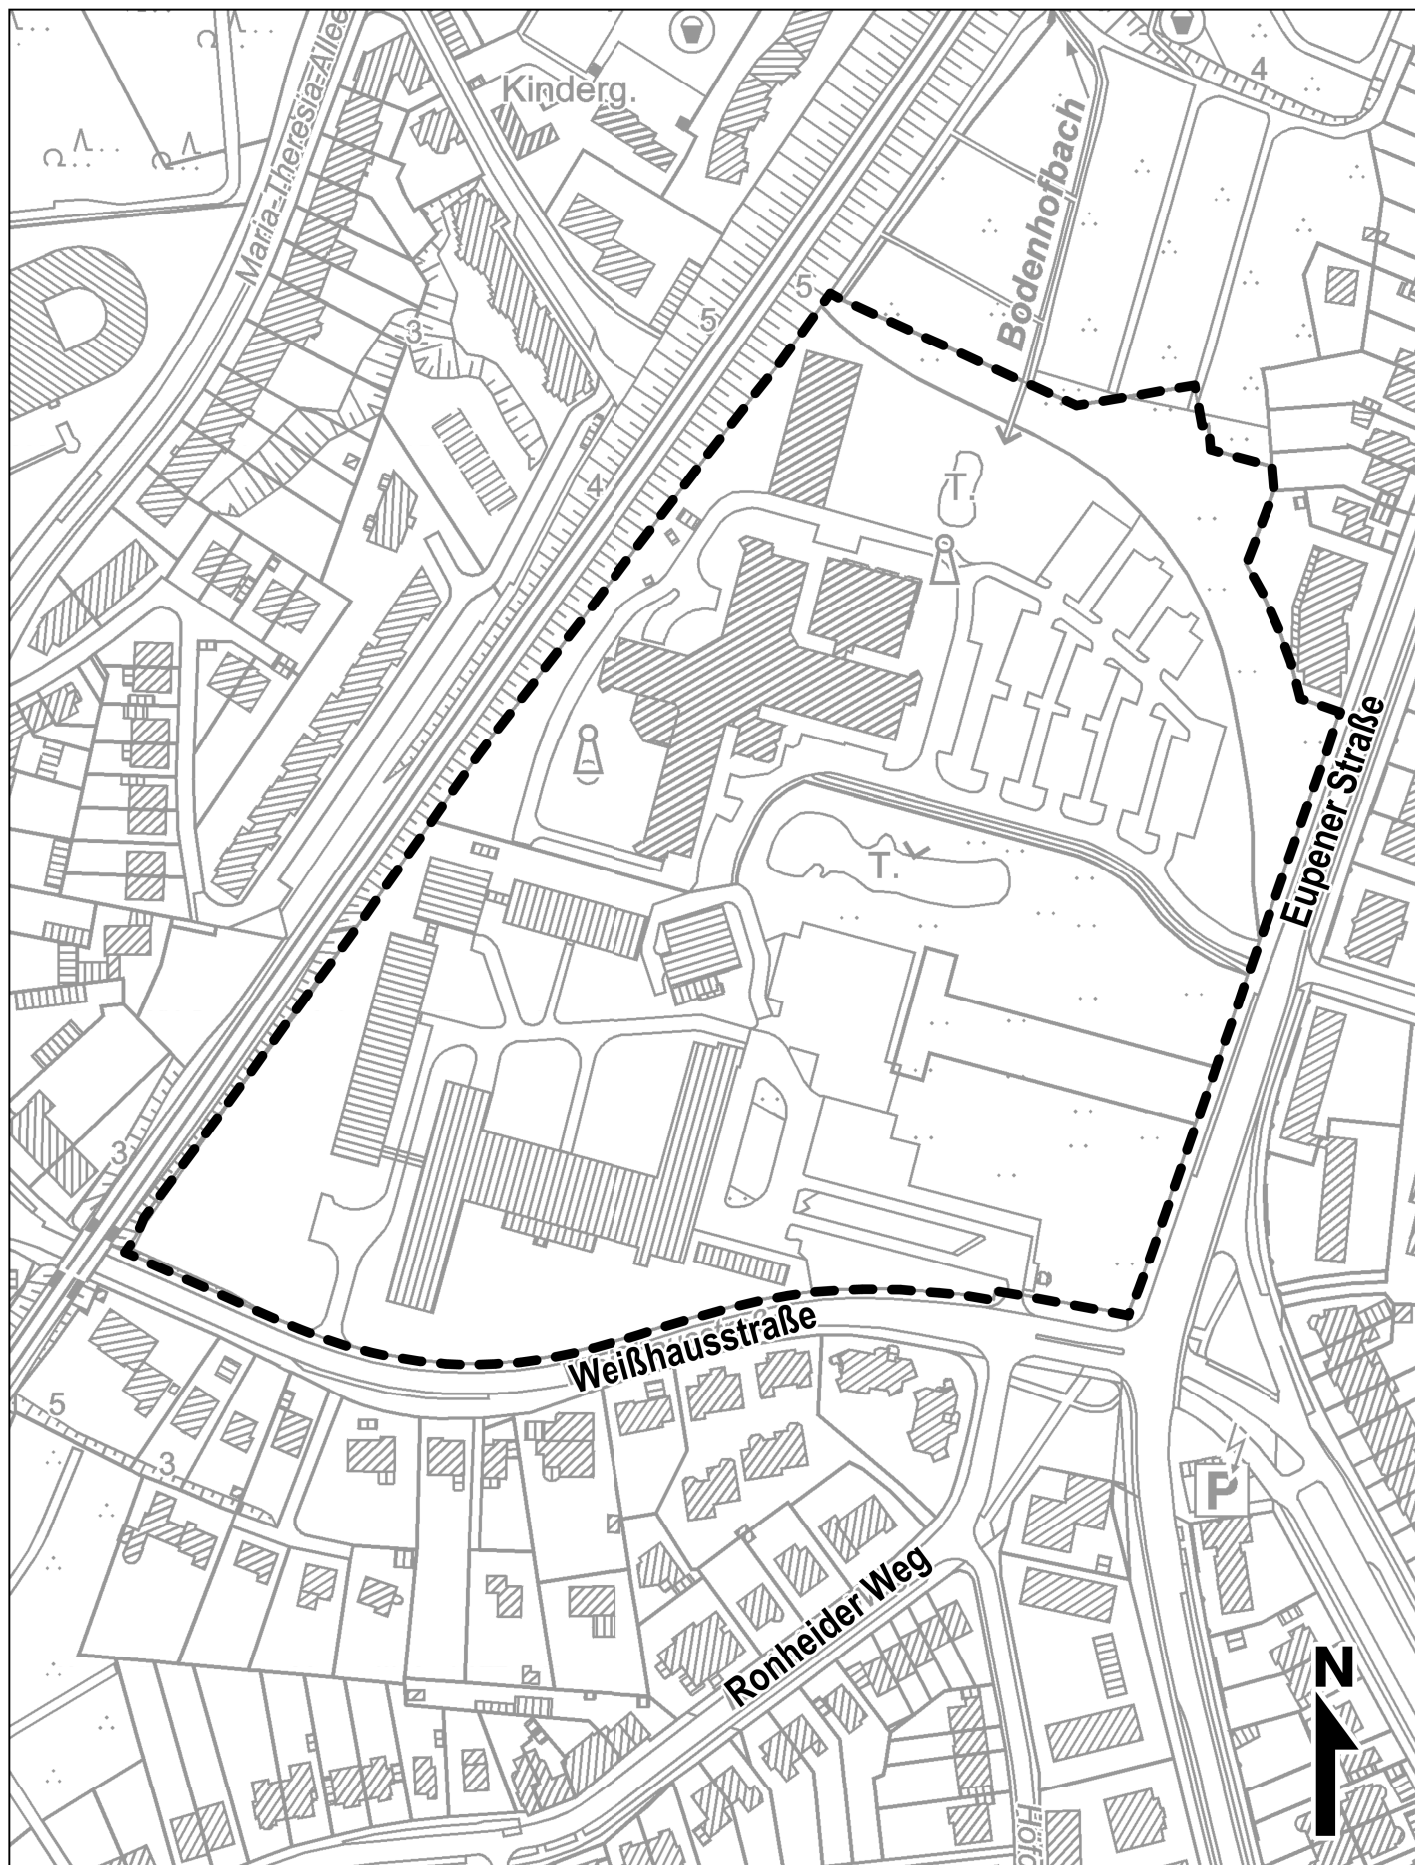 Maria-Theresia-Allee
Kinderg.
4
Bodenhofbach
5
5
3
4
T.
Eupener Straße
T.
3
Weißhausstraße
5
3
P
Ronheider Weg
N